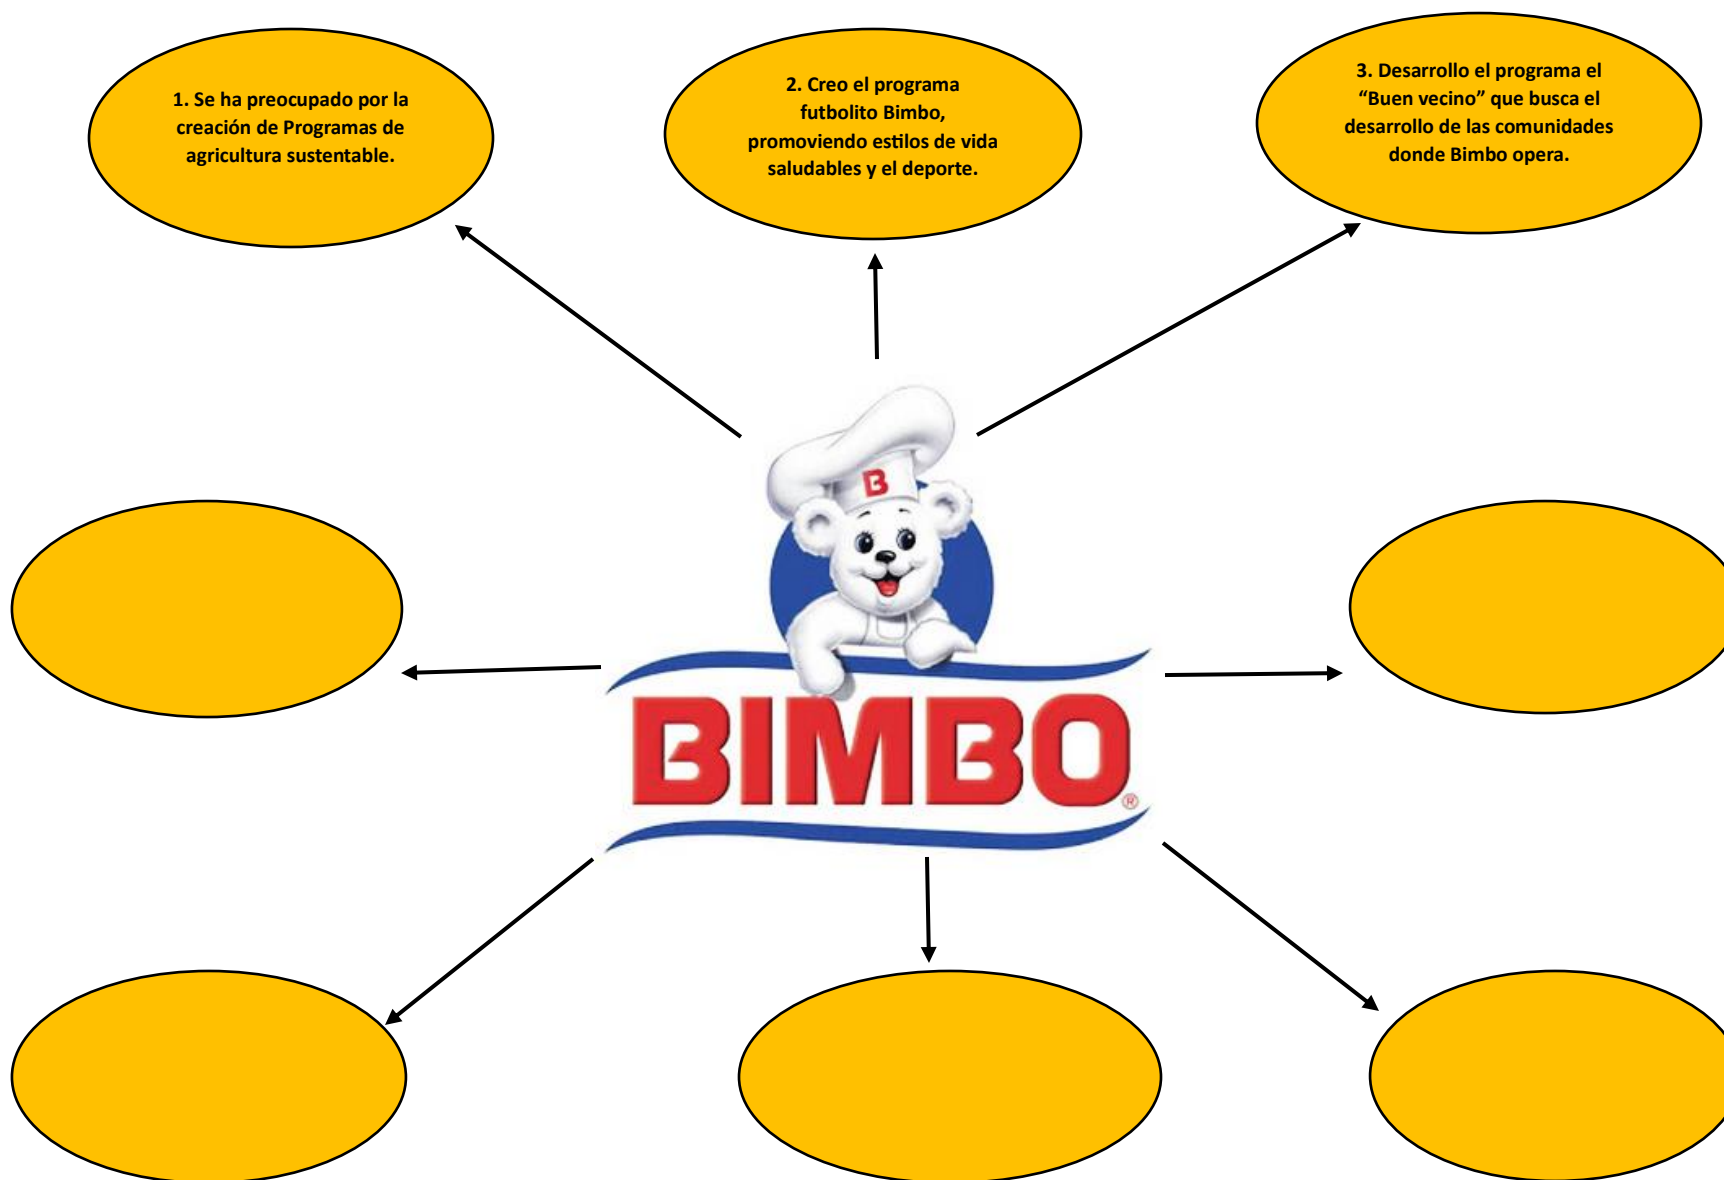 1. Se ha preocupado por la
creación de Programas de
agricultura sustentable.
2. Creo el programa
futbolito Bimbo,
promoviendo estilos de vida
saludables y el deporte.
3. Desarrollo el programa el
“Buen vecino” que busca el
desarrollo de las comunidades
donde Bimbo opera.
B
BIMBO®